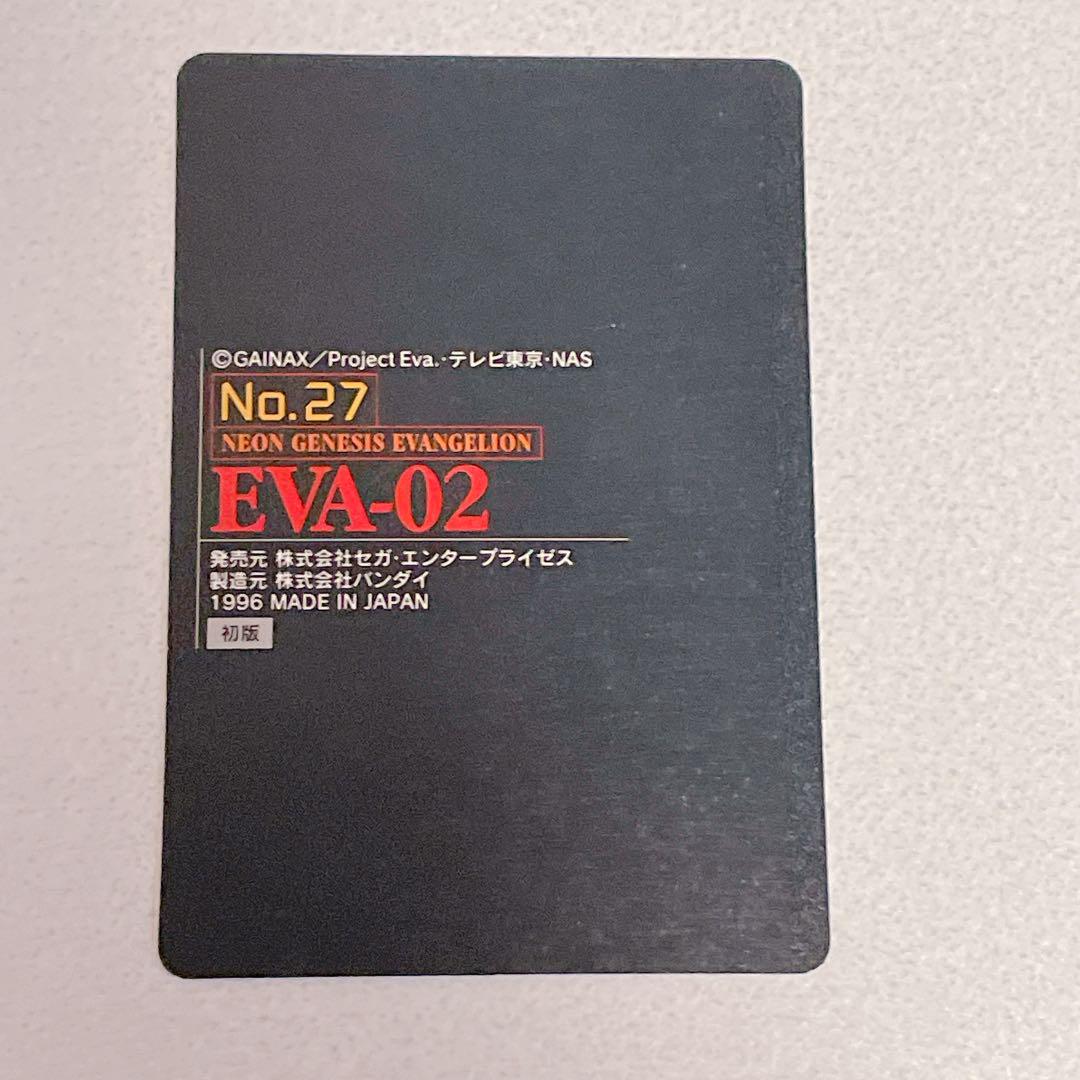 ©GAINAX／Project Eva.･テレビ東京･NAS
No.27
NEON GENESIS EVANGELION
EVA-02
発売元 株式会社セガ･エンタープライゼス
製造元 株式会社バンダイ
1996 MADE IN JAPAN
初版